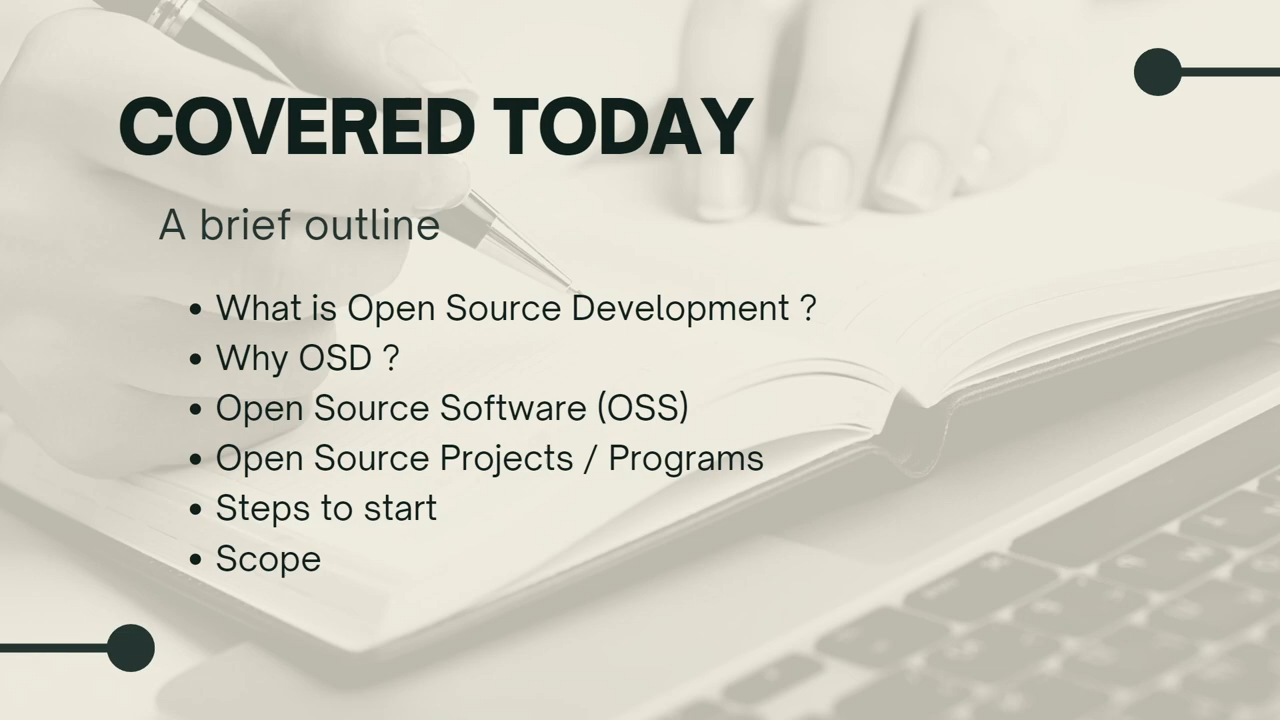 COVERED TODAY
A brief outline
• What is Open Source Development ?
• Why OSD ?
• Open Source Software (OSS)
• Open Source Projects / Programs
• Steps to start
• Scope